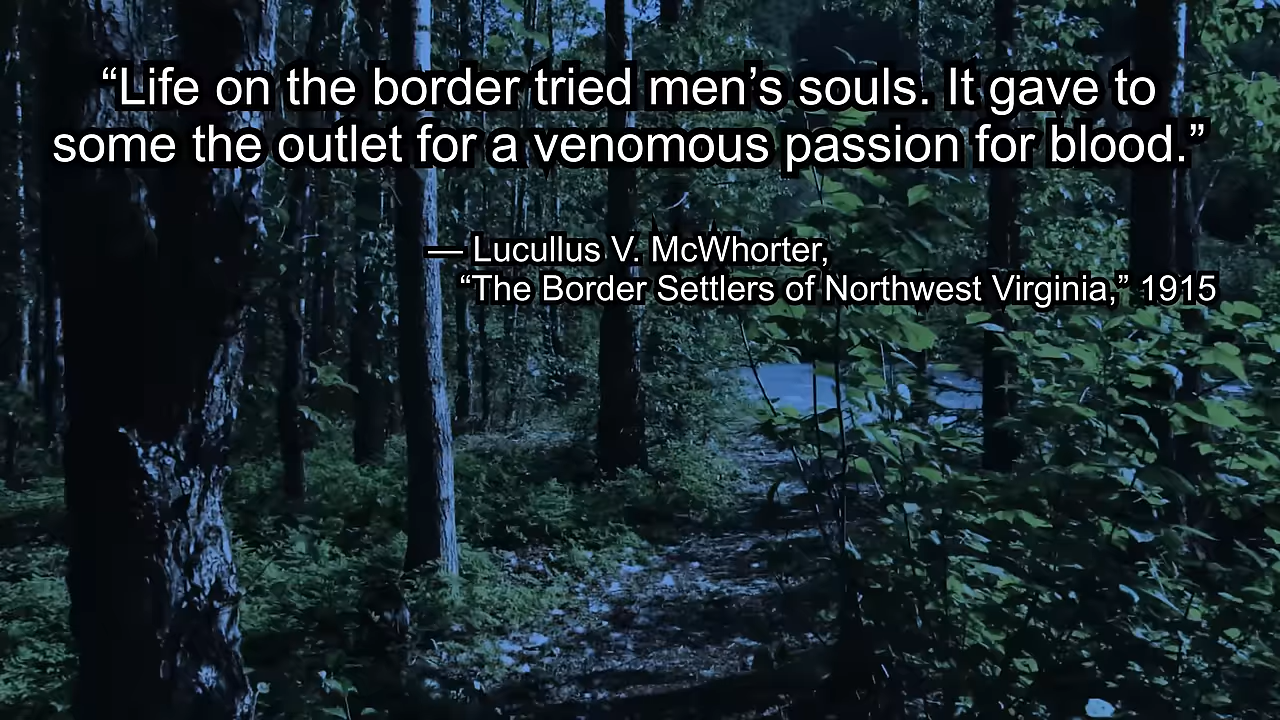 “Life on the border tried men’s souls. It gave to
some the outlet for a venomous passion for blood.”
— Lucullus V. McWhorter,
“The Border Settlers of Northwest Virginia,” 1915